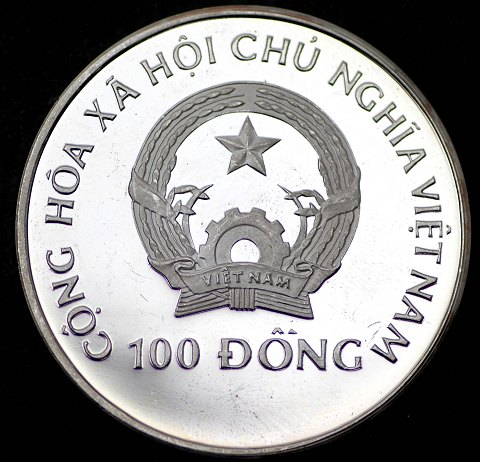 CỘNG HÒA XÃ HỘI CHỦ NGHĨA VIỆT NAM
VIỆT NAM
100 ĐỒNG